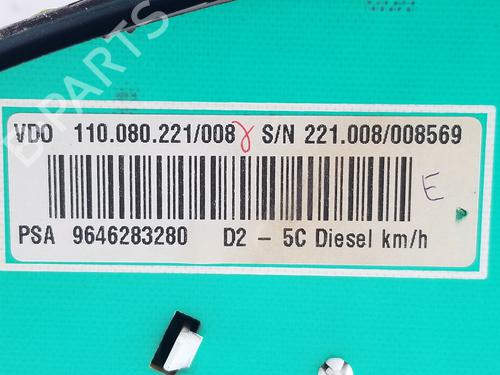 B-PARTS
VDO 110.080.221/008 γ S/N 221.008/008569
E
PSA 9646283280 D2 - 5C Diesel km/h